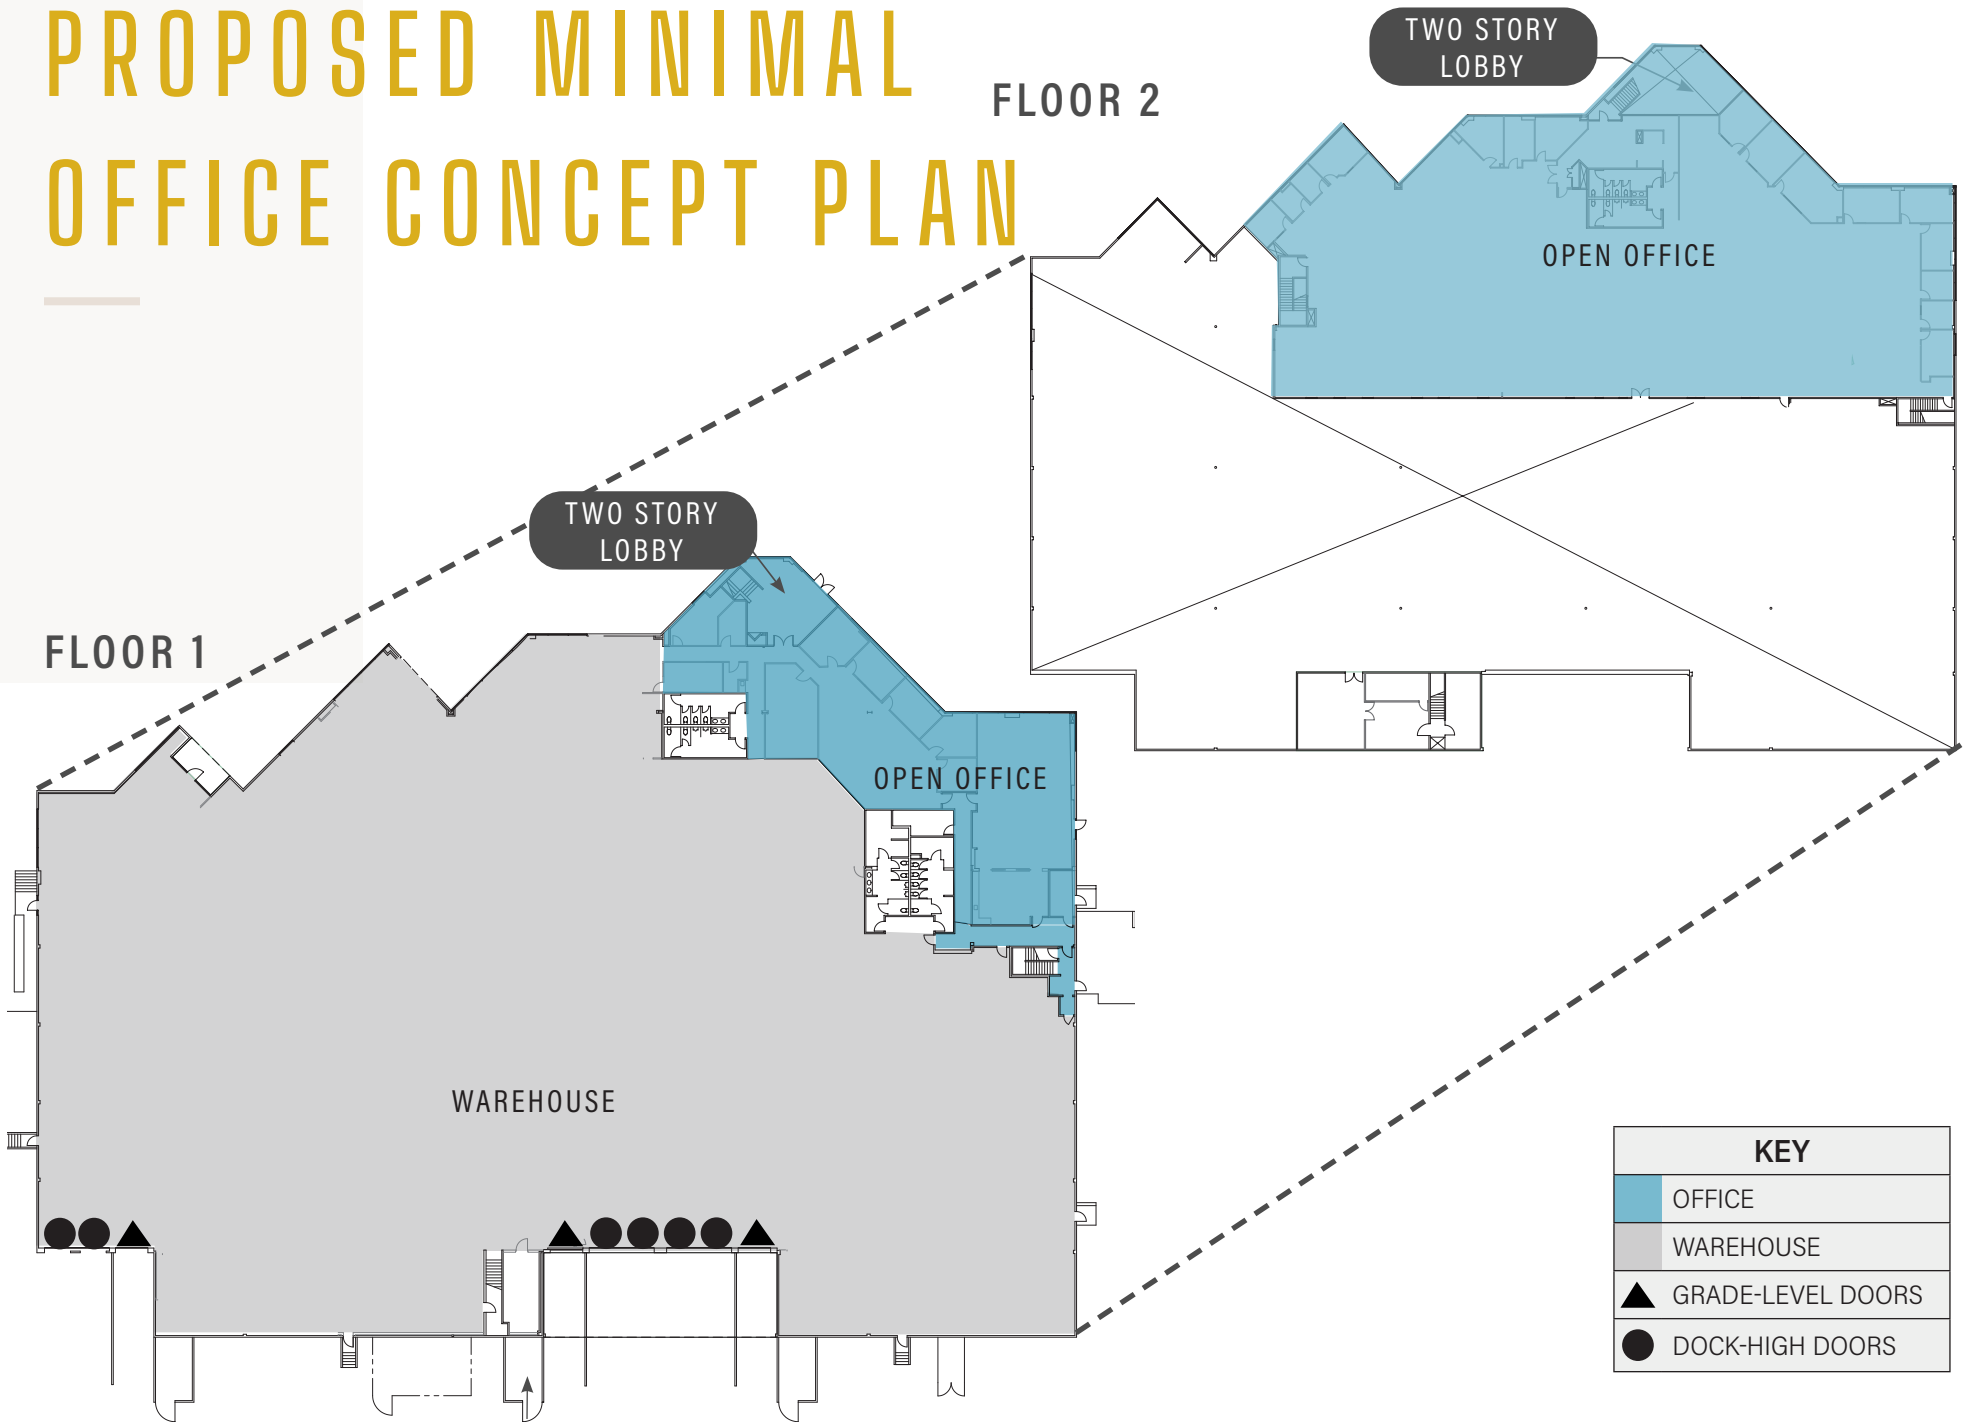 PROPOSED MINIMAL
OFFICE CONCEPT PLAN
FLOOR 2
TWO STORY
LOBBY
OPEN OFFICE
FLOOR 1
TWO STORY
LOBBY
OPEN OFFICE
WAREHOUSE
KEY
OFFICE
WAREHOUSE
GRADE-LEVEL DOORS
DOCK-HIGH DOORS